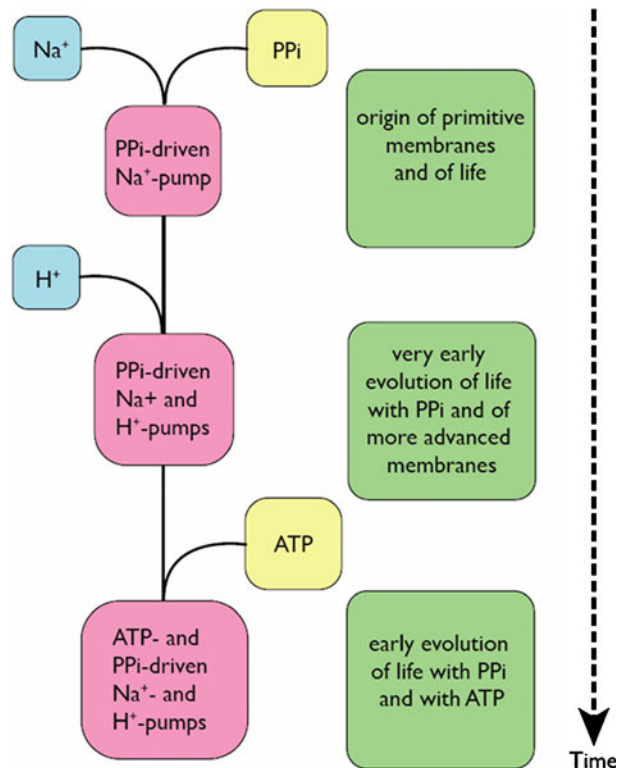 Na⁺
PPi
PPi-driven
Na⁺-pump
origin of primitive
membranes
and of life
H⁺
PPi-driven
Na+ and
H⁺-pumps
very early
evolution of life
with PPi and of
more advanced
membranes
ATP
ATP- and
PPi-driven
Na⁺- and
H⁺-pumps
early evolution
of life with PPi
and with ATP
Time